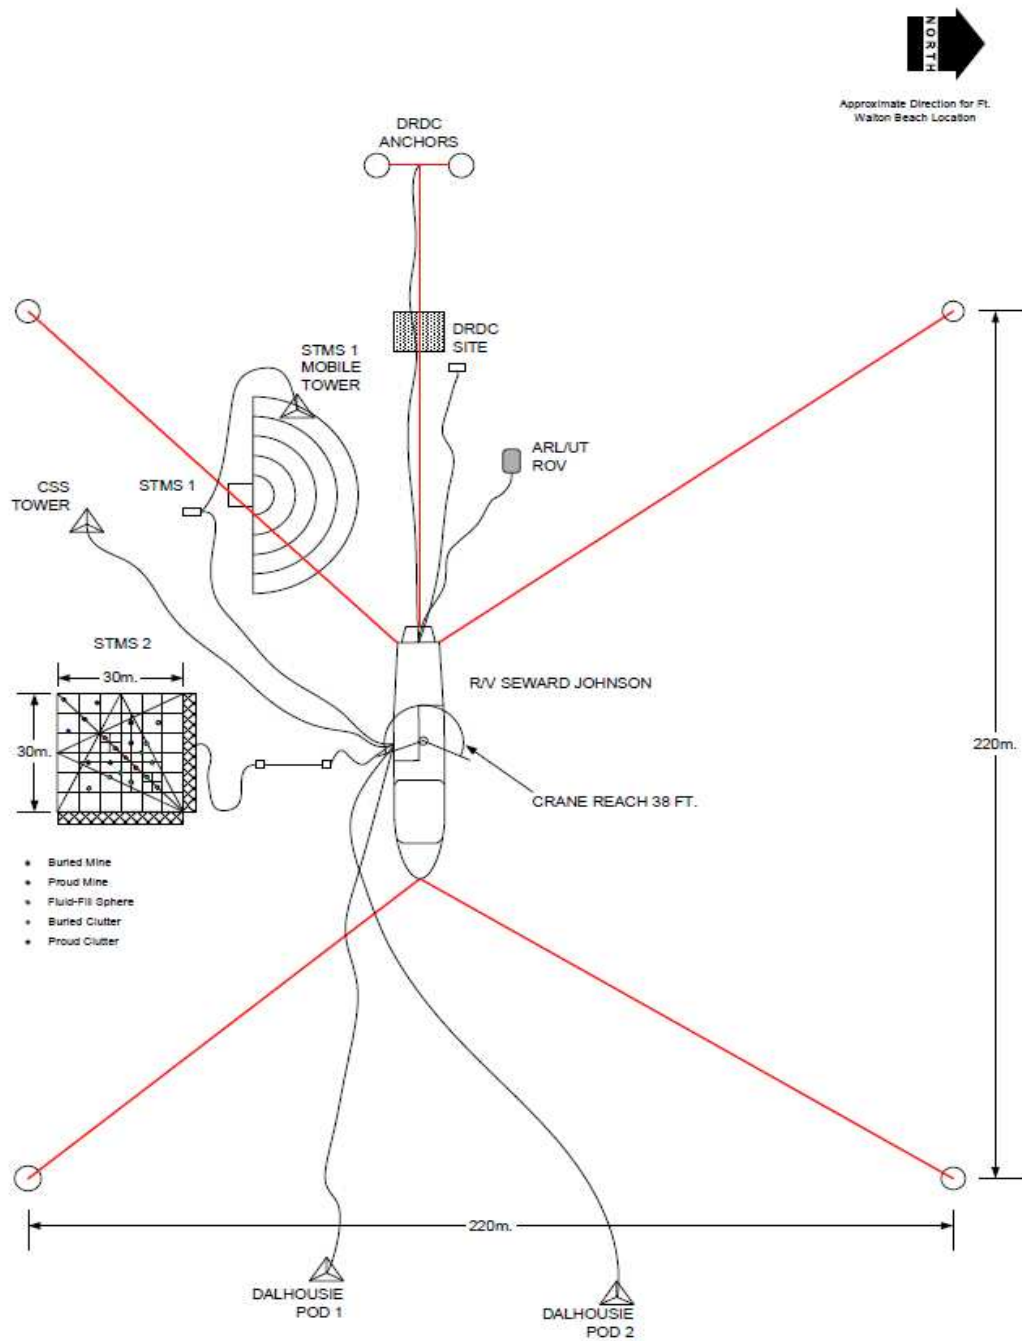 NORTH
Approximate Direction for Ft.
Walton Beach Location
DRDC
ANCHORS
DRDC
SITE
STMS 1
MOBILE
TOWER
ARL/UT
ROV
CSS
TOWER
STMS 1
STMS 2
30m.
30m.
R/V SEWARD JOHNSON
220m.
CRANE REACH 38 FT.
Buried Mine
Proud Mine
Fluid-Fill Sphere
Buried Clutter
Proud Clutter
220m.
DALHOUSIE
POD 1
DALHOUSIE
POD 2